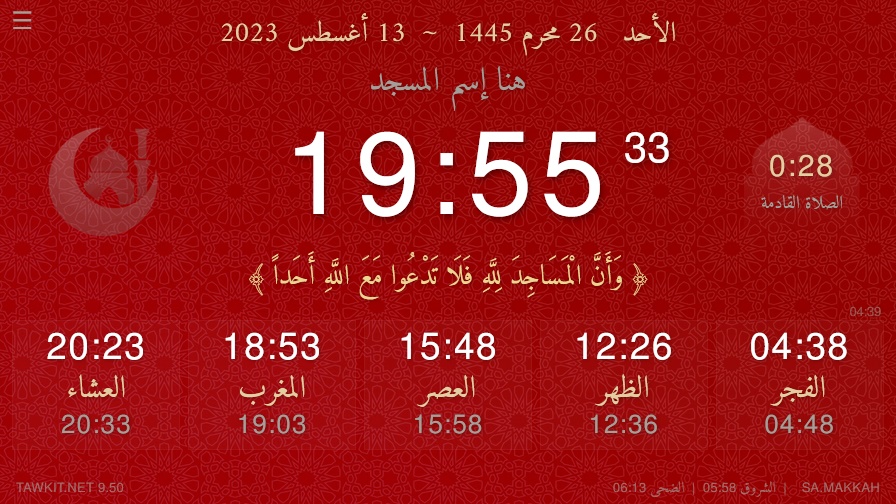 الأحد 26 محرم 1445 ~ 13 أغسطس 2023
هنا إسم المسجد
19:55 33
0:28
الصلاة القادمة
﴿ وَأَنَّ الْمَسَاجِدَ لِلَّهِ فَلَا تَدْعُوا مَعَ اللَّهِ أَحَداً ﴾
04:39
04:38 12:26 15:48 18:53 20:23
الفجر الظهر العصر المغرب العشاء
04:48 12:36 15:58 19:03 20:33
SA.MAKKAH | الشروق 05:58 | الضحى 06:13
TAWKIT.NET 9.50